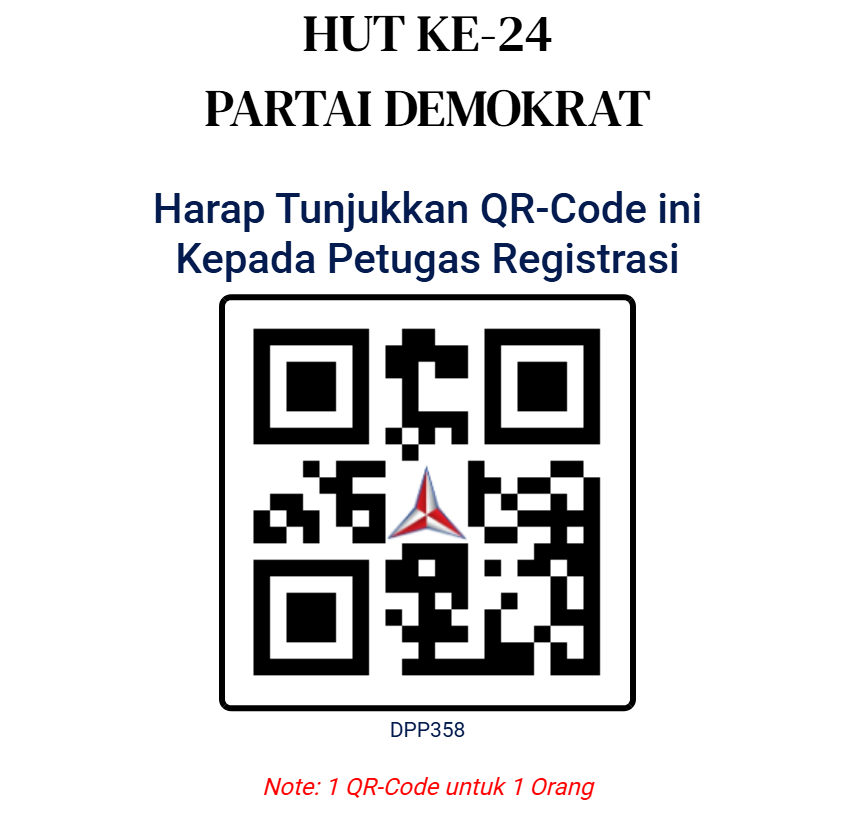 HUT KE-24
PARTAI DEMOKRAT
Harap Tunjukkan QR-Code ini
Kepada Petugas Registrasi
DPP358
Note: 1 QR-Code untuk 1 Orang